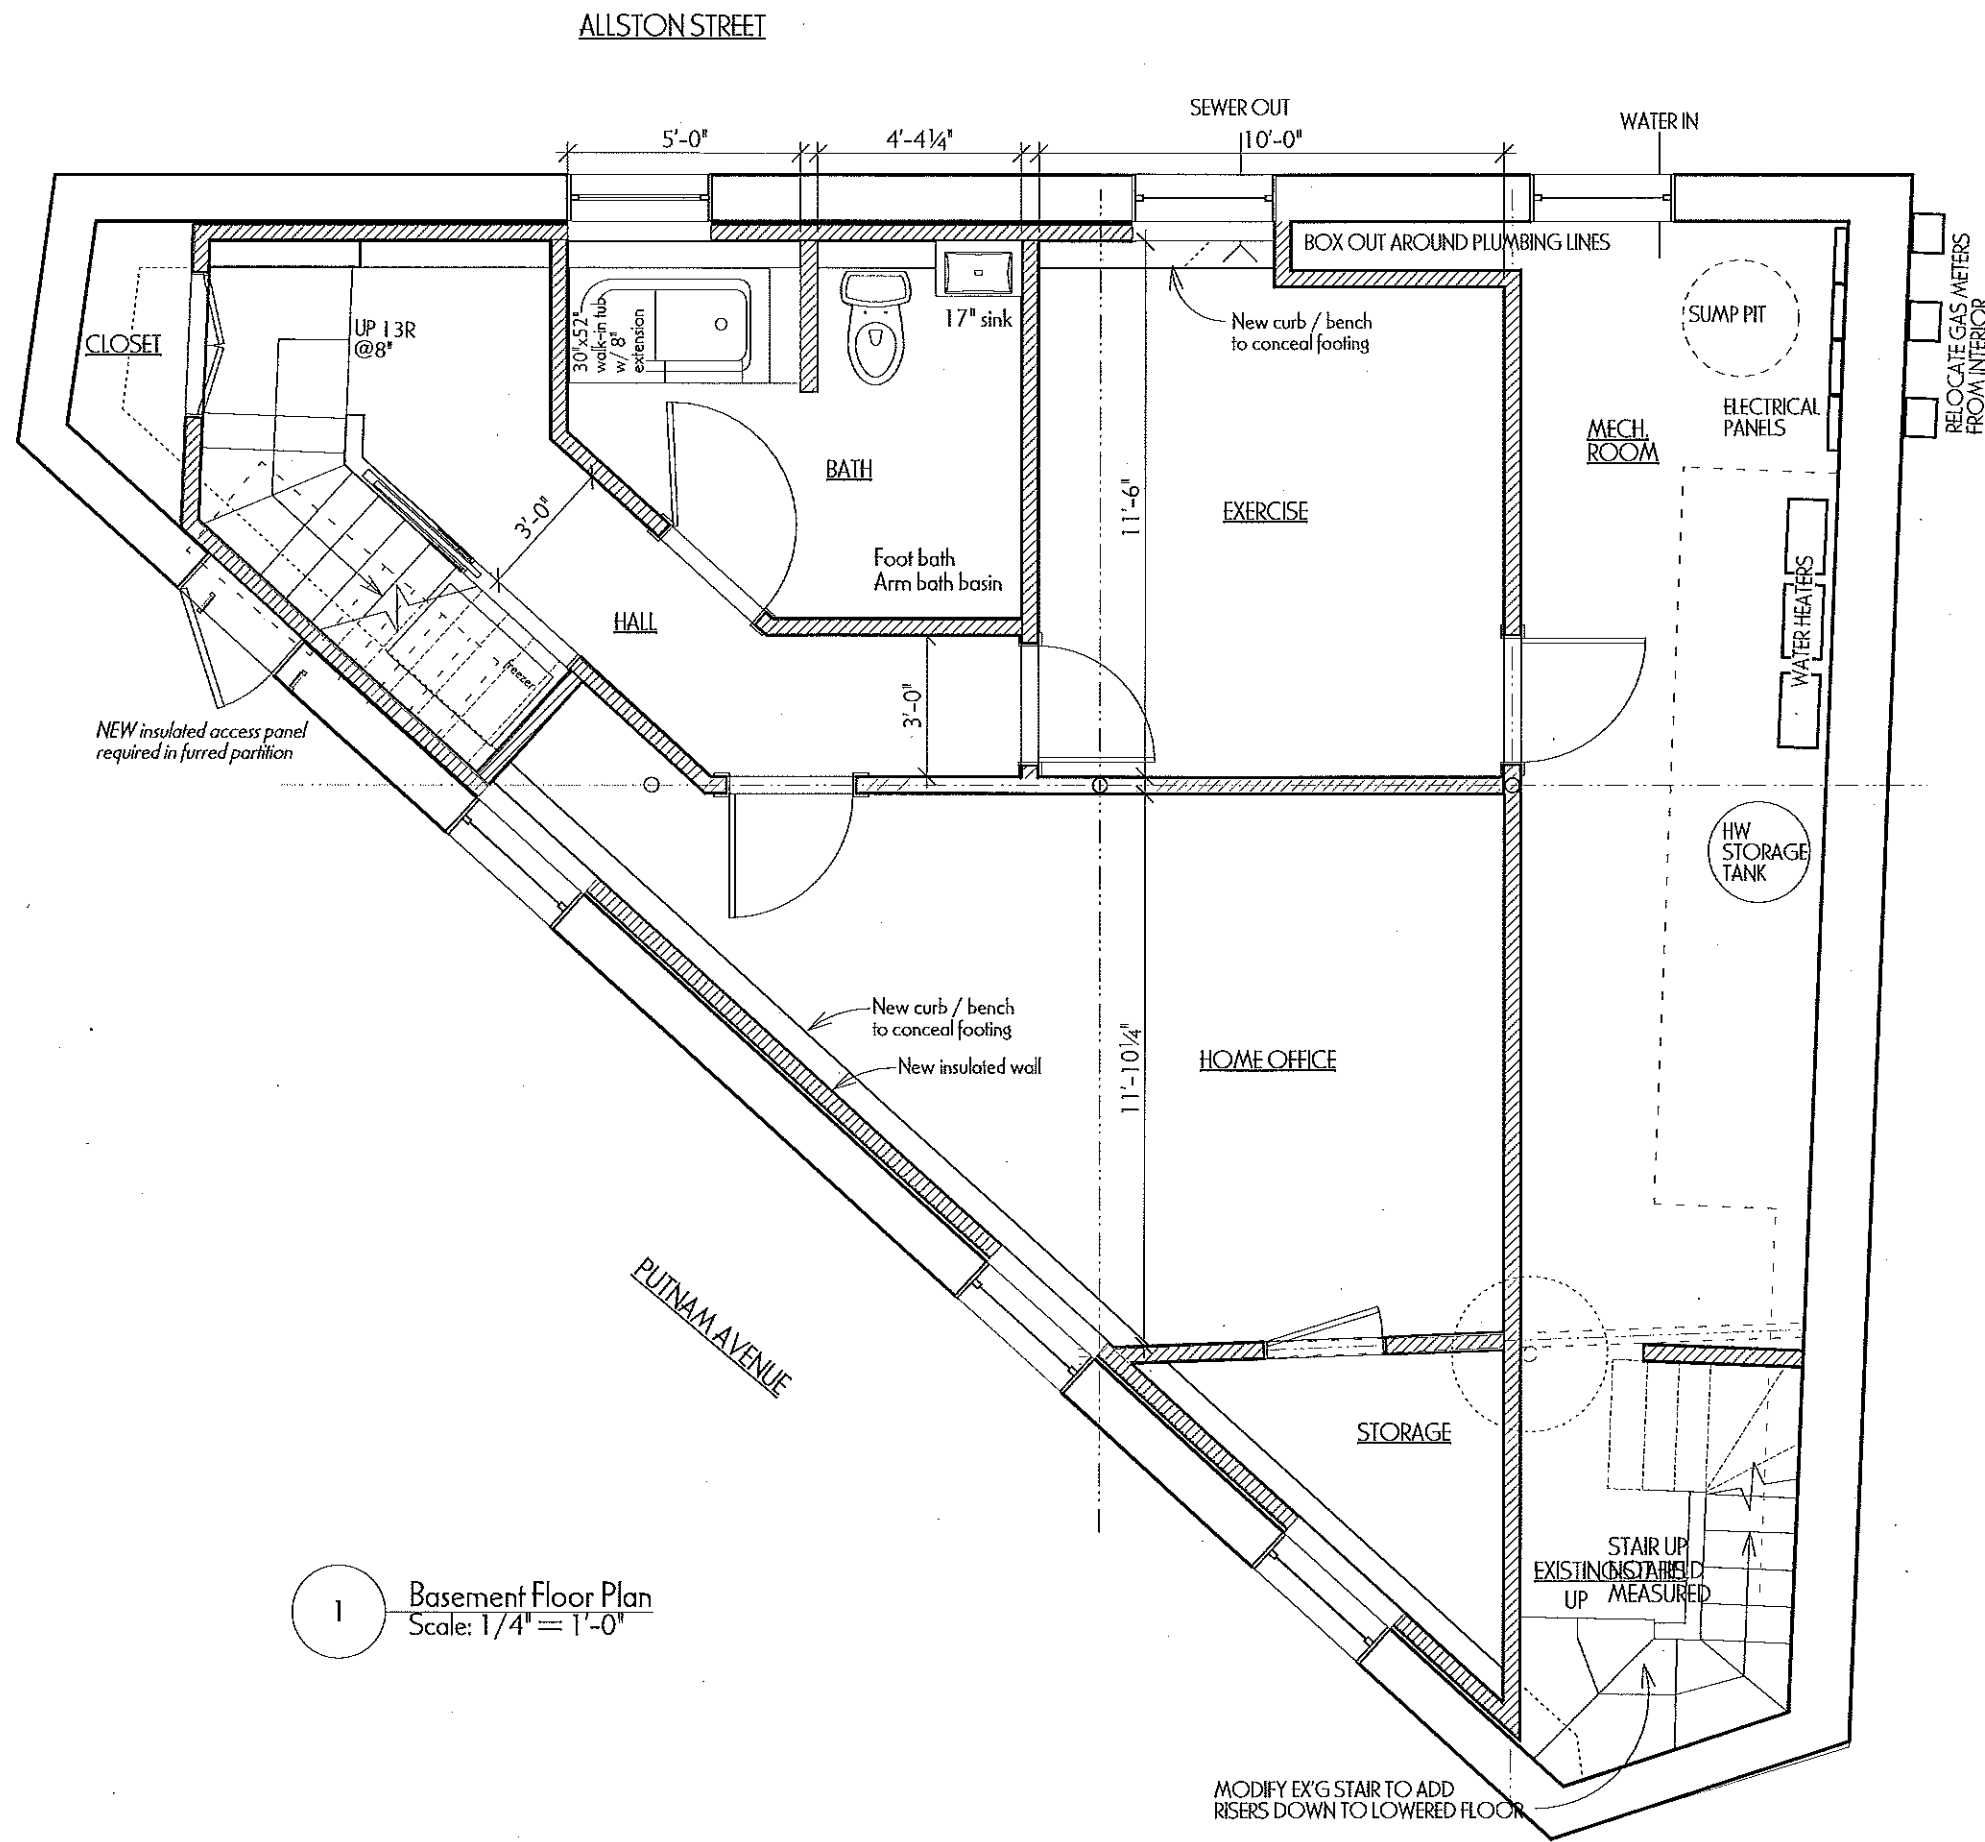 ALLSTON STREET
SEWER OUT
WATER IN
5'-0"
4'-4¼"
10'-0"
BOX OUT AROUND PLUMBING LINES
RELOCATE GAS METERS
FROM INTERIOR
SUMP PIT
CLOSET
UP 13R
@8"
30"x52"
walk-in tub
w/ 8"
extension
17" sink
New curb / bench
to conceal footing
ELECTRICAL
PANELS
MECH.
ROOM
BATH
11'-6"
EXERCISE
3'-0"
Foot bath
Arm bath basin
HALL
WATER HEATERS
freezer
3'-0"
NEW insulated access panel
required in furred partition
HW
STORAGE
TANK
New curb / bench
to conceal footing
New insulated wall
11'-10¼"
HOME OFFICE
PUTNAM AVENUE
STORAGE
STAIR UP
NOT FIELD
MEASURED
EXISTING STAIRS
UP
1
Basement Floor Plan
Scale: 1/4" = 1'-0"
MODIFY EX'G STAIR TO ADD
RISERS DOWN TO LOWERED FLOOR